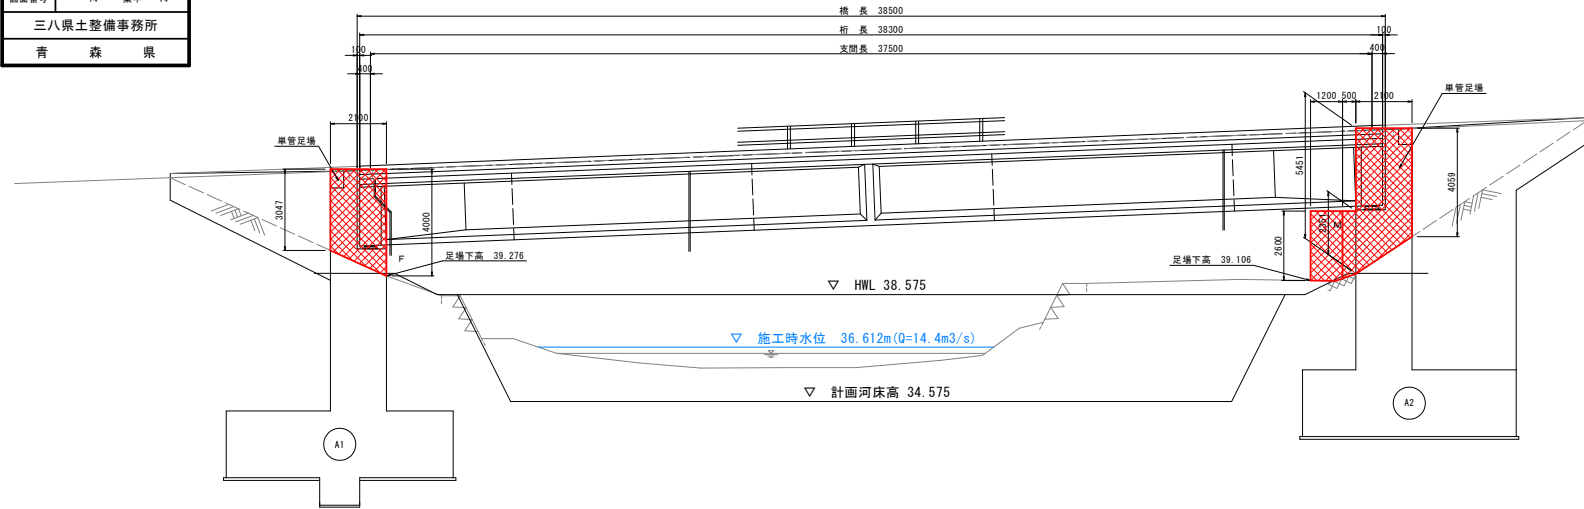 三八県土整備事務所
青 森 県
橋 長 38500
桁 長 38300
支間長 37500
100
400
100
400
2100
単管足場
1200 500 2100
単管足場
3047
4000
足場下高 39.276
F
5451
2351
M
2600
4059
足場下高 39.106
▽ HWL 38.575
▽ 施工時水位 36.612m(Q=14.4m3/s)
▽ 計画河床高 34.575
A1
A2